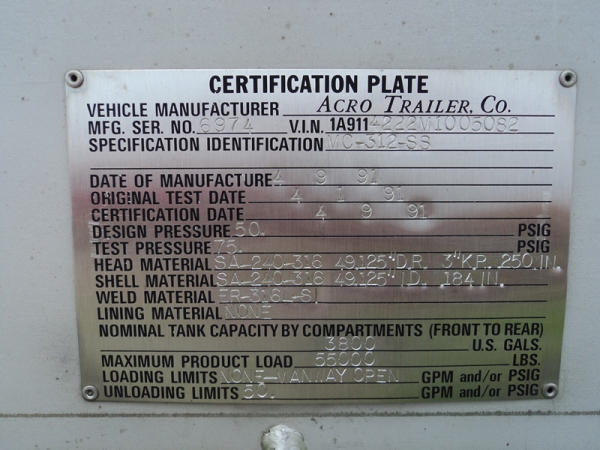 CERTIFICATION PLATE
VEHICLE MANUFACTURER ACRO TRAILER, CO.
MFG. SER. NO. 6974 V.I.N. 1A9114222M1005082
SPECIFICATION IDENTIFICATION MC-312-SS
DATE OF MANUFACTURE 4 9 91
ORIGINAL TEST DATE 4 1 91
CERTIFICATION DATE 4 9 91
DESIGN PRESSURE 50. PSIG
TEST PRESSURE 75. PSIG
HEAD MATERIAL SA-240-316 49.125"D.R. 3"K.R. .250 IN.
SHELL MATERIAL SA-240-316 49.125" I.D. .184 IN.
WELD MATERIAL ER-316L-SI
LINING MATERIAL NONE
NOMINAL TANK CAPACITY BY COMPARTMENTS (FRONT TO REAR)
3800 U.S. GALS.
MAXIMUM PRODUCT LOAD 55000 LBS.
LOADING LIMITS NONE-MANWAY OPEN GPM and/or PSIG
UNLOADING LIMITS 50. GPM and/or PSIG